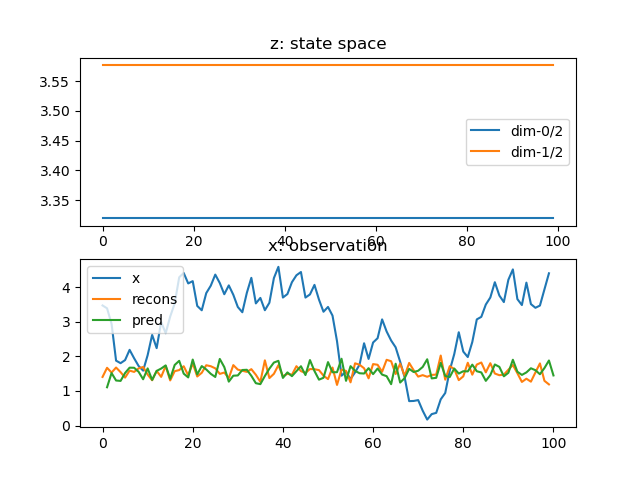 z: state space
3.55
3.50
3.45
3.40
3.35
dim-0/2
dim-1/2
0 20 40 60 80 100
x: observation
4
3
2
1
0
x
recons
pred
0 20 40 60 80 100